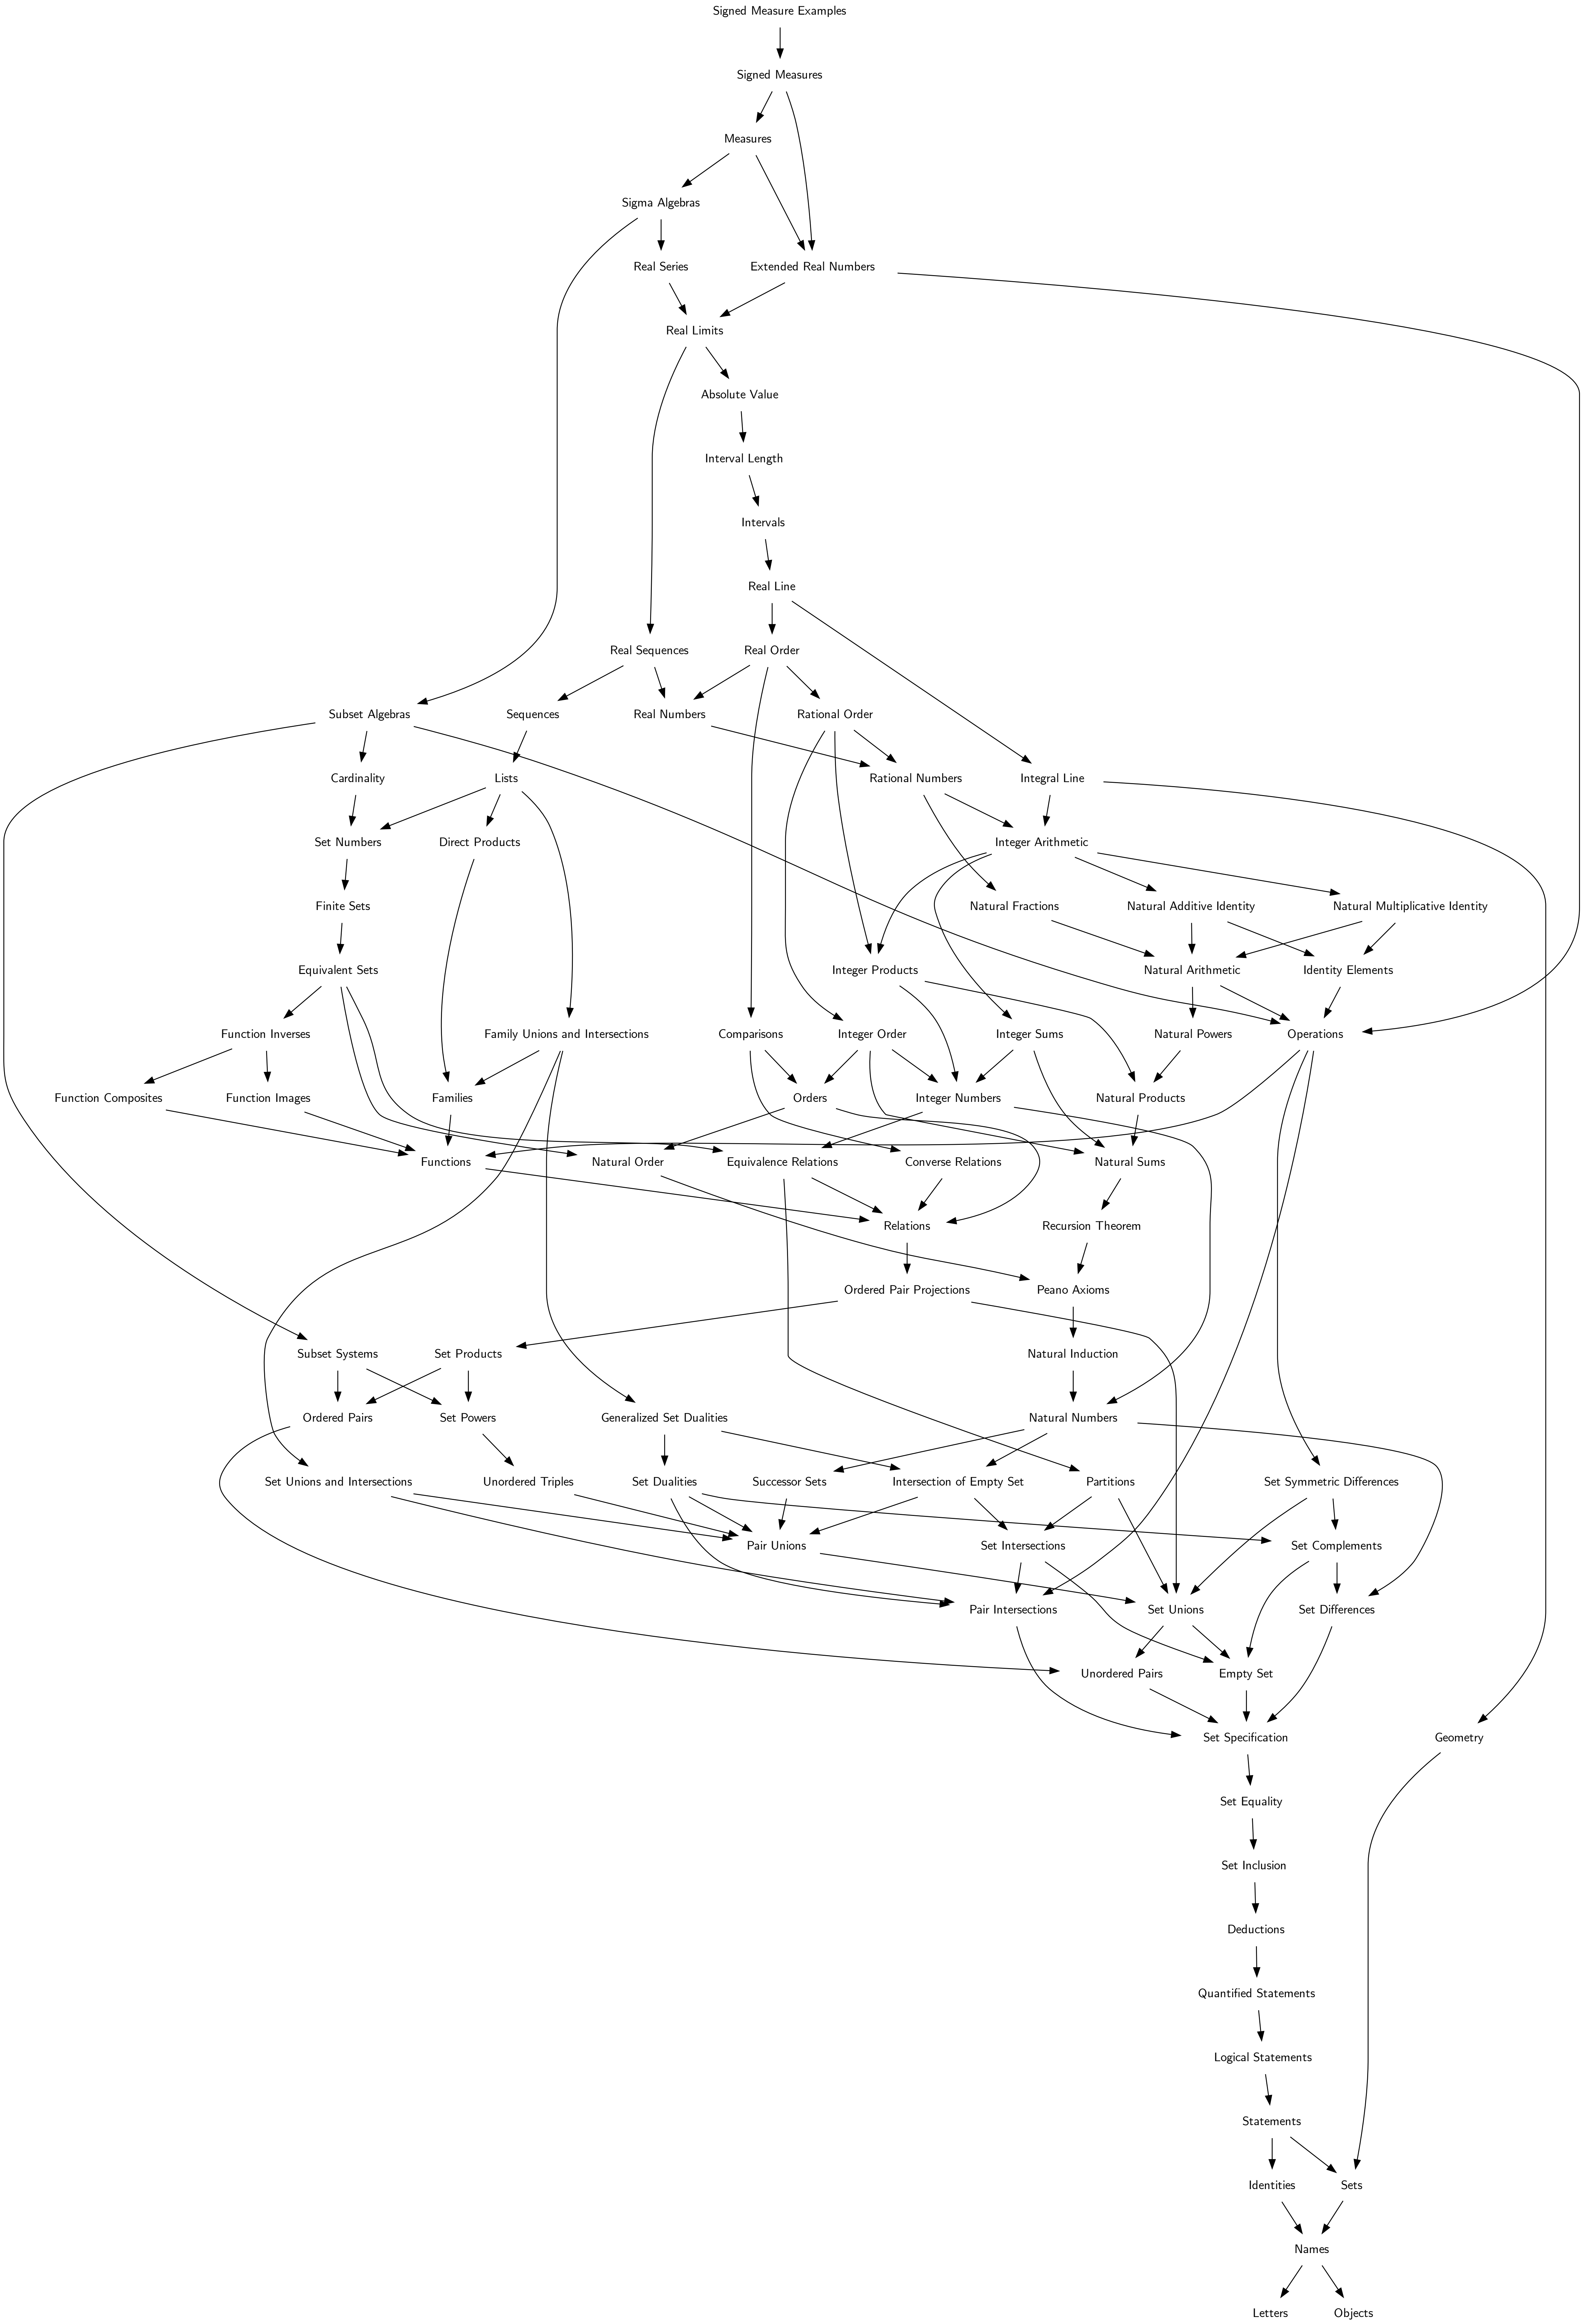 Signed Measure Examples
Signed Measures
Measures
Sigma Algebras
Real Series
Extended Real Numbers
Real Limits
Absolute Value
Interval Length
Intervals
Real Line
Real Sequences
Real Order
Subset Algebras
Sequences
Real Numbers
Rational Order
Cardinality
Lists
Rational Numbers
Integral Line
Set Numbers
Direct Products
Integer Arithmetic
Finite Sets
Natural Fractions
Natural Additive Identity
Natural Multiplicative Identity
Equivalent Sets
Integer Products
Natural Arithmetic
Identity Elements
Function Inverses
Family Unions and Intersections
Comparisons
Integer Order
Integer Sums
Natural Powers
Operations
Function Composites
Function Images
Families
Orders
Integer Numbers
Natural Products
Functions
Natural Order
Equivalence Relations
Converse Relations
Natural Sums
Relations
Recursion Theorem
Ordered Pair Projections
Peano Axioms
Subset Systems
Set Products
Natural Induction
Ordered Pairs
Set Powers
Generalized Set Dualities
Natural Numbers
Set Unions and Intersections
Unordered Triples
Set Dualities
Successor Sets
Intersection of Empty Set
Partitions
Set Symmetric Differences
Pair Unions
Set Intersections
Set Complements
Pair Intersections
Set Unions
Set Differences
Unordered Pairs
Empty Set
Set Specification
Geometry
Set Equality
Set Inclusion
Deductions
Quantified Statements
Logical Statements
Statements
Identities
Sets
Names
Letters
Objects